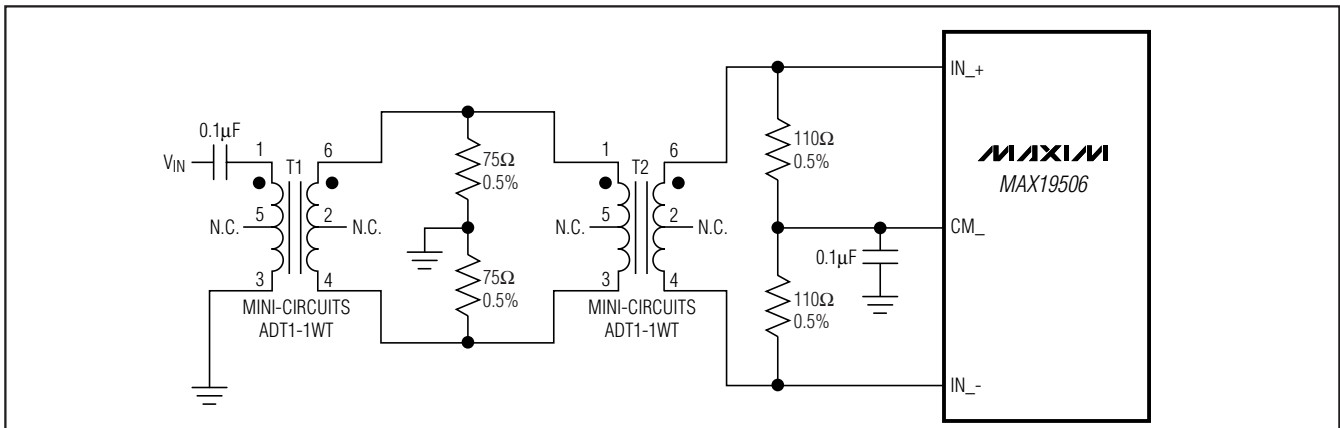 IN_+
0.1µF
V_IN
1
T1
6
75Ω
0.5%
1
T2
6
110Ω
0.5%
MAXIM
MAX19506
N.C.
5
2
N.C.
N.C.
5
2
N.C.
CM_
0.1µF
3
4
75Ω
0.5%
3
4
110Ω
0.5%
MINI-CIRCUITS
ADT1-1WT
MINI-CIRCUITS
ADT1-1WT
IN_-